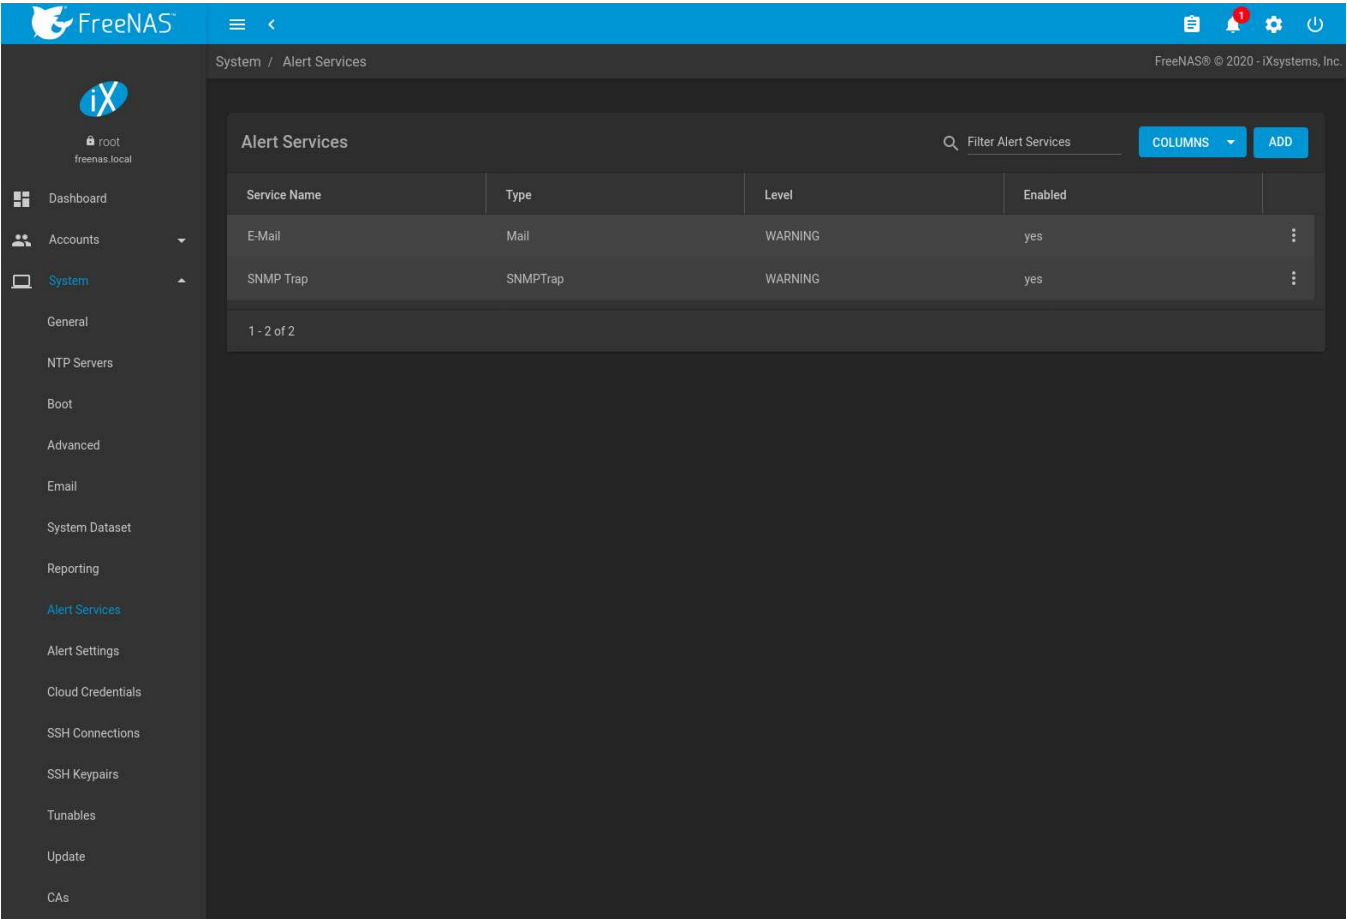 FreeNAS™
1
System / Alert Services
FreeNAS® © 2020 - iXsystems, Inc.
iX
root
freenas.local
Dashboard
Accounts
System
General
NTP Servers
Boot
Advanced
Email
System Dataset
Reporting
Alert Services
Alert Settings
Cloud Credentials
SSH Connections
SSH Keypairs
Tunables
Update
CAs
Alert Services
Filter Alert Services
COLUMNS
ADD
Service Name Type Level Enabled
E-Mail Mail WARNING yes
SNMP Trap SNMPTrap WARNING yes
1 - 2 of 2